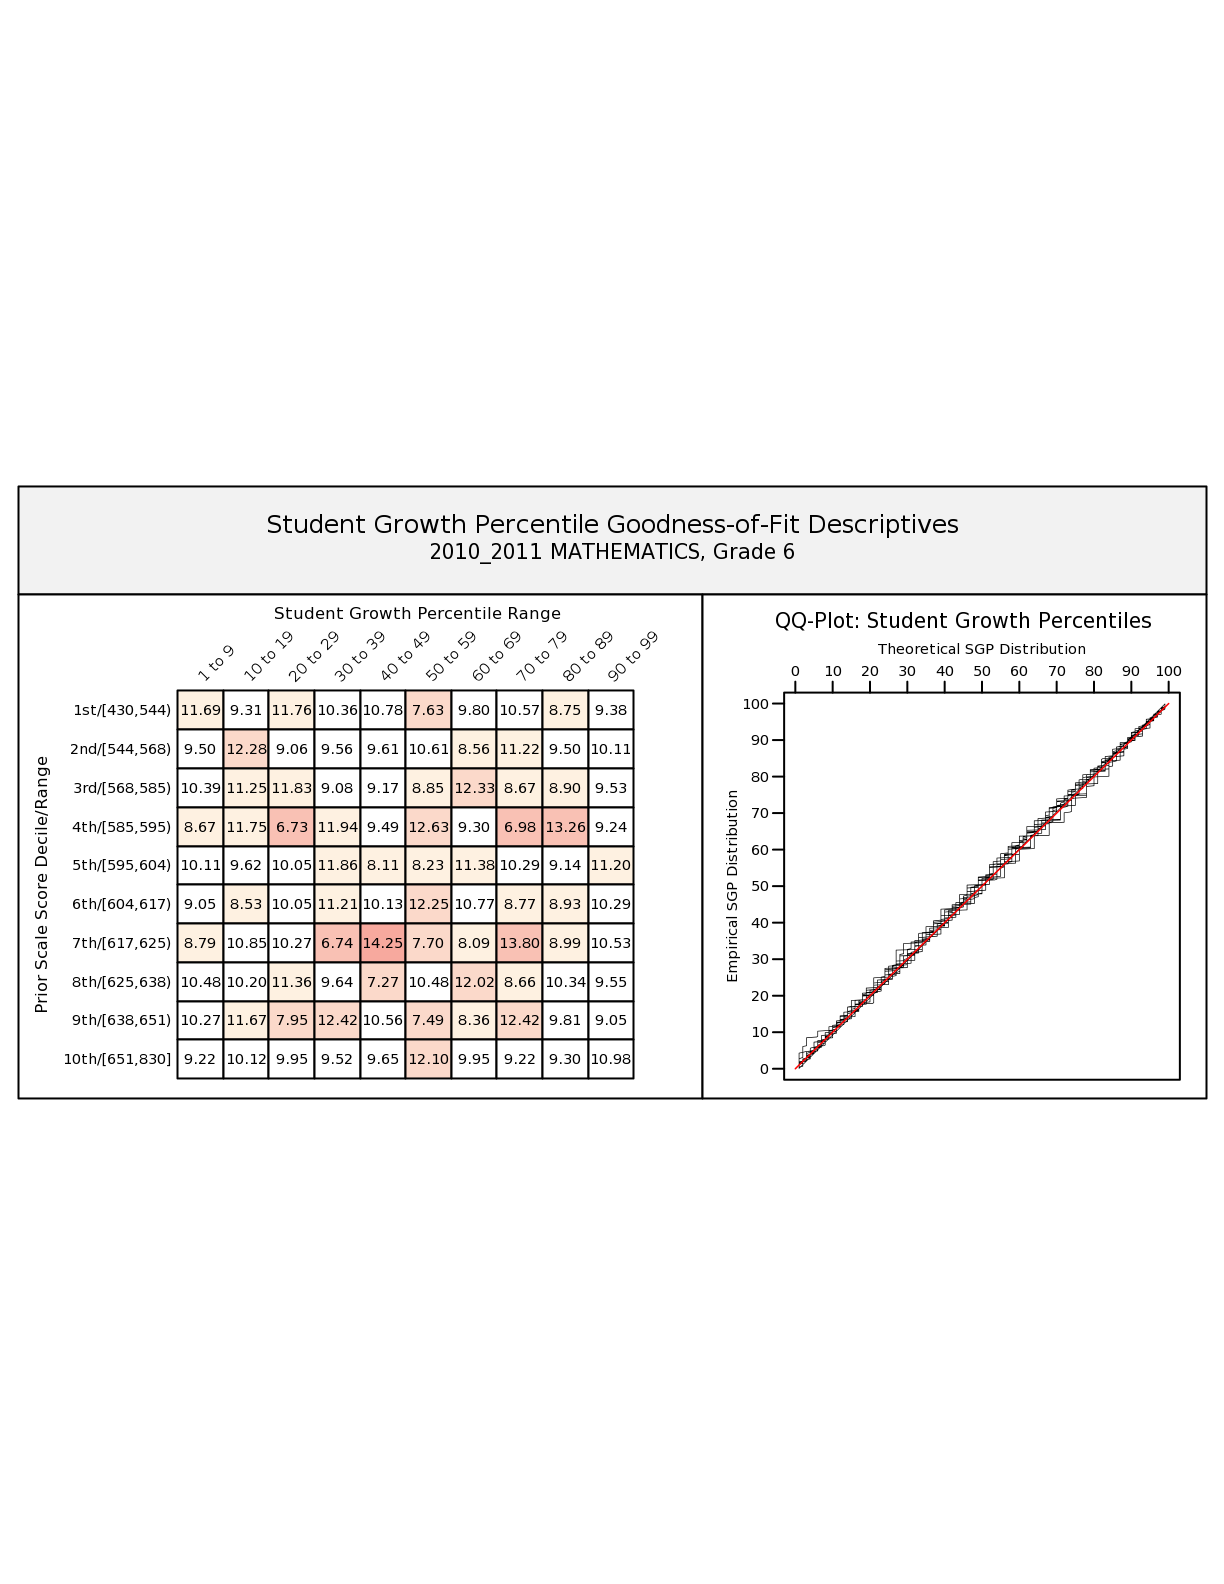 Student Growth Percentile Goodness-of-Fit Descriptives
2010_2011 MATHEMATICS, Grade 6
Student Growth Percentile Range
1 to 9 10 to 19 20 to 29 30 to 39 40 to 49 50 to 59 60 to 69 70 to 79 80 to 89 90 to 99
Prior Scale Score Decile/Range
1st/[430,544) 11.69 9.31 11.76 10.36 10.78 7.63 9.80 10.57 8.75 9.38
2nd/[544,568) 9.50 12.28 9.06 9.56 9.61 10.61 8.56 11.22 9.50 10.11
3rd/[568,585) 10.39 11.25 11.83 9.08 9.17 8.85 12.33 8.67 8.90 9.53
4th/[585,595) 8.67 11.75 6.73 11.94 9.49 12.63 9.30 6.98 13.26 9.24
5th/[595,604) 10.11 9.62 10.05 11.86 8.11 8.23 11.38 10.29 9.14 11.20
6th/[604,617) 9.05 8.53 10.05 11.21 10.13 12.25 10.77 8.77 8.93 10.29
7th/[617,625) 8.79 10.85 10.27 6.74 14.25 7.70 8.09 13.80 8.99 10.53
8th/[625,638) 10.48 10.20 11.36 9.64 7.27 10.48 12.02 8.66 10.34 9.55
9th/[638,651) 10.27 11.67 7.95 12.42 10.56 7.49 8.36 12.42 9.81 9.05
10th/[651,830] 9.22 10.12 9.95 9.52 9.65 12.10 9.95 9.22 9.30 10.98
QQ-Plot: Student Growth Percentiles
Theoretical SGP Distribution
0 10 20 30 40 50 60 70 80 90 100
Empirical SGP Distribution
100
90
80
70
60
50
40
30
20
10
0